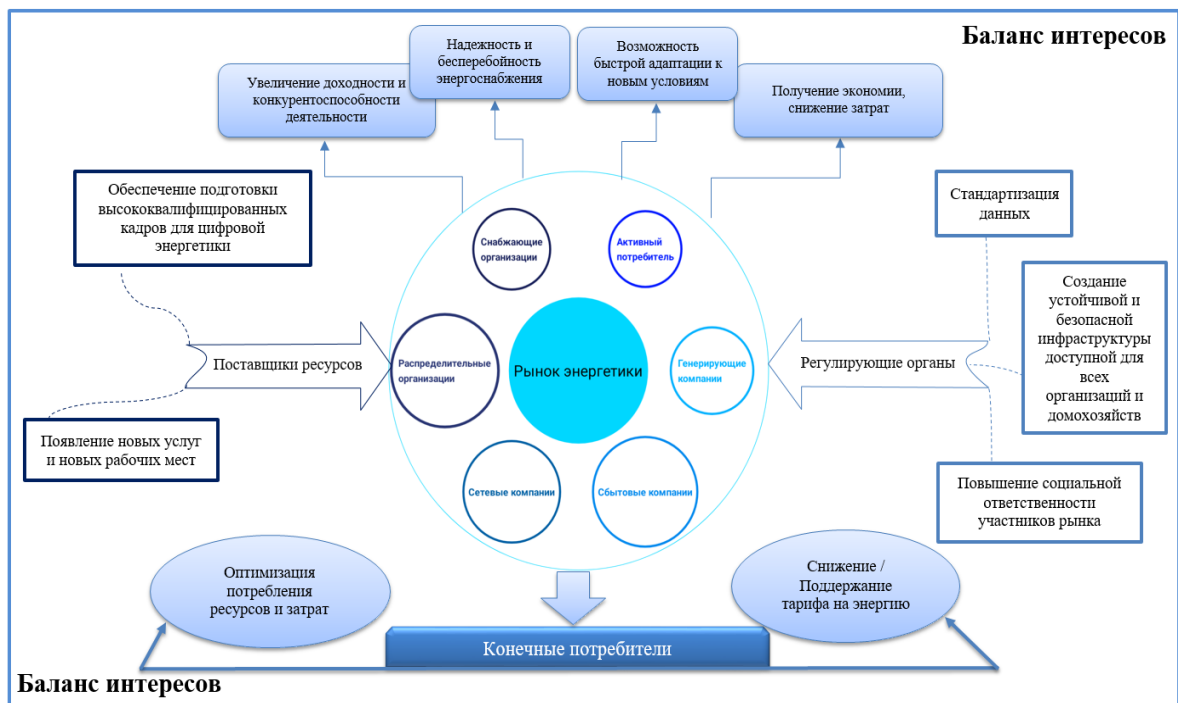 Баланс интересов
Надежность и
бесперебойность
энергоснабжения
Возможность
быстрой адаптации к
новым условиям
Увеличение доходности и
конкурентоспособности
деятельности
Получение экономии,
снижение затрат
Обеспечение подготовки
высококвалифицированных
кадров для цифровой
энергетики
Стандартизация
данных
Снабжающие
организации
Активный
потребитель
Создание
устойчивой и
безопасной
инфраструктуры
доступной для
всех
организаций и
домохозяйств
Поставщики ресурсов
Распределительные
организации
Рынок энергетики
Генерирующие
компании
Регулирующие органы
Появление новых услуг
и новых рабочих мест
Сетевые компании
Сбытовые компании
Повышение социальной
ответственности
участников рынка
Оптимизация
потребления
ресурсов и затрат
Снижение /
Поддержание
тарифа на энергию
Конечные потребители
Баланс интересов